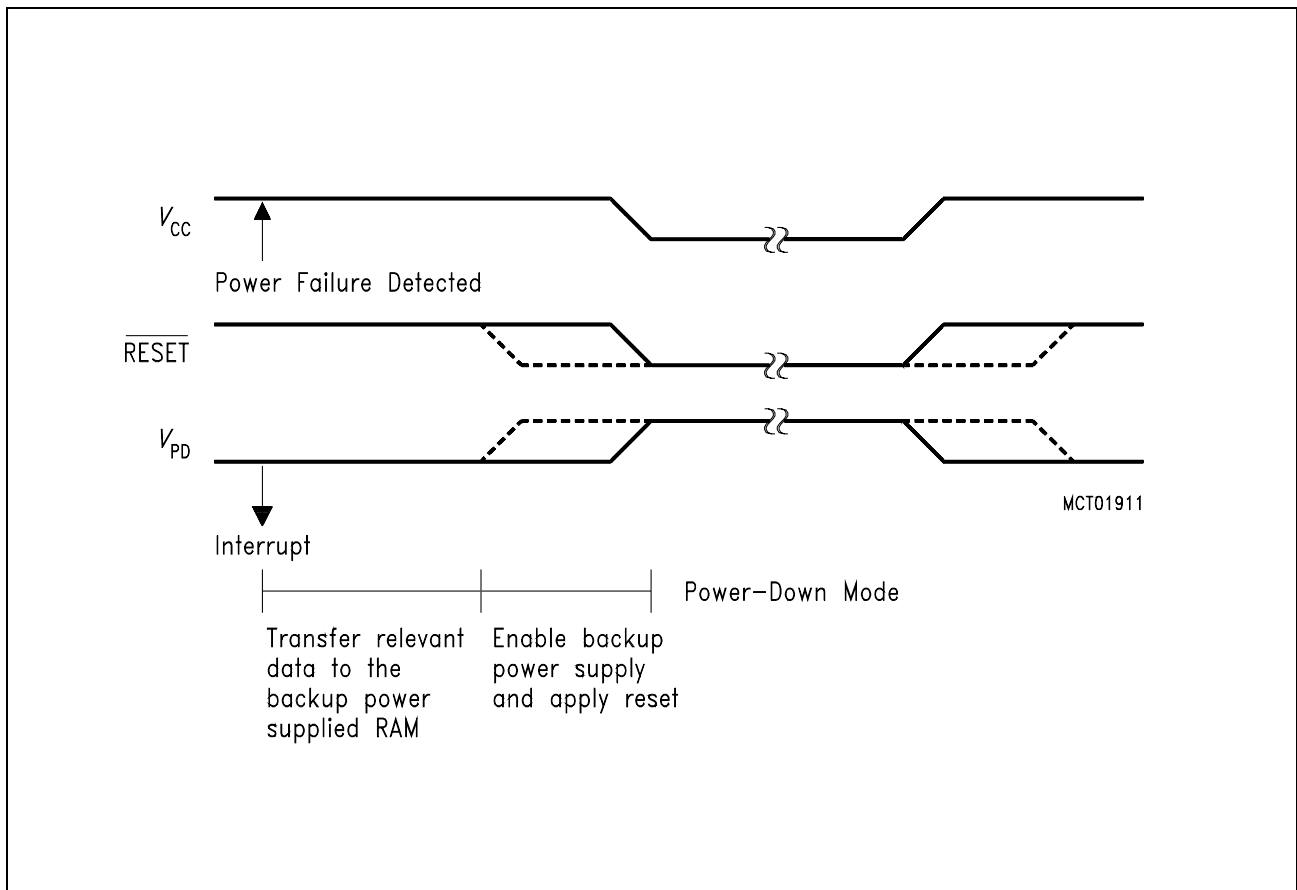 VCC
Power Failure Detected
RESET
VPD
MCT01911
Interrupt
Power-Down Mode
Transfer relevant
data to the
backup power
supplied RAM
Enable backup
power supply
and apply reset